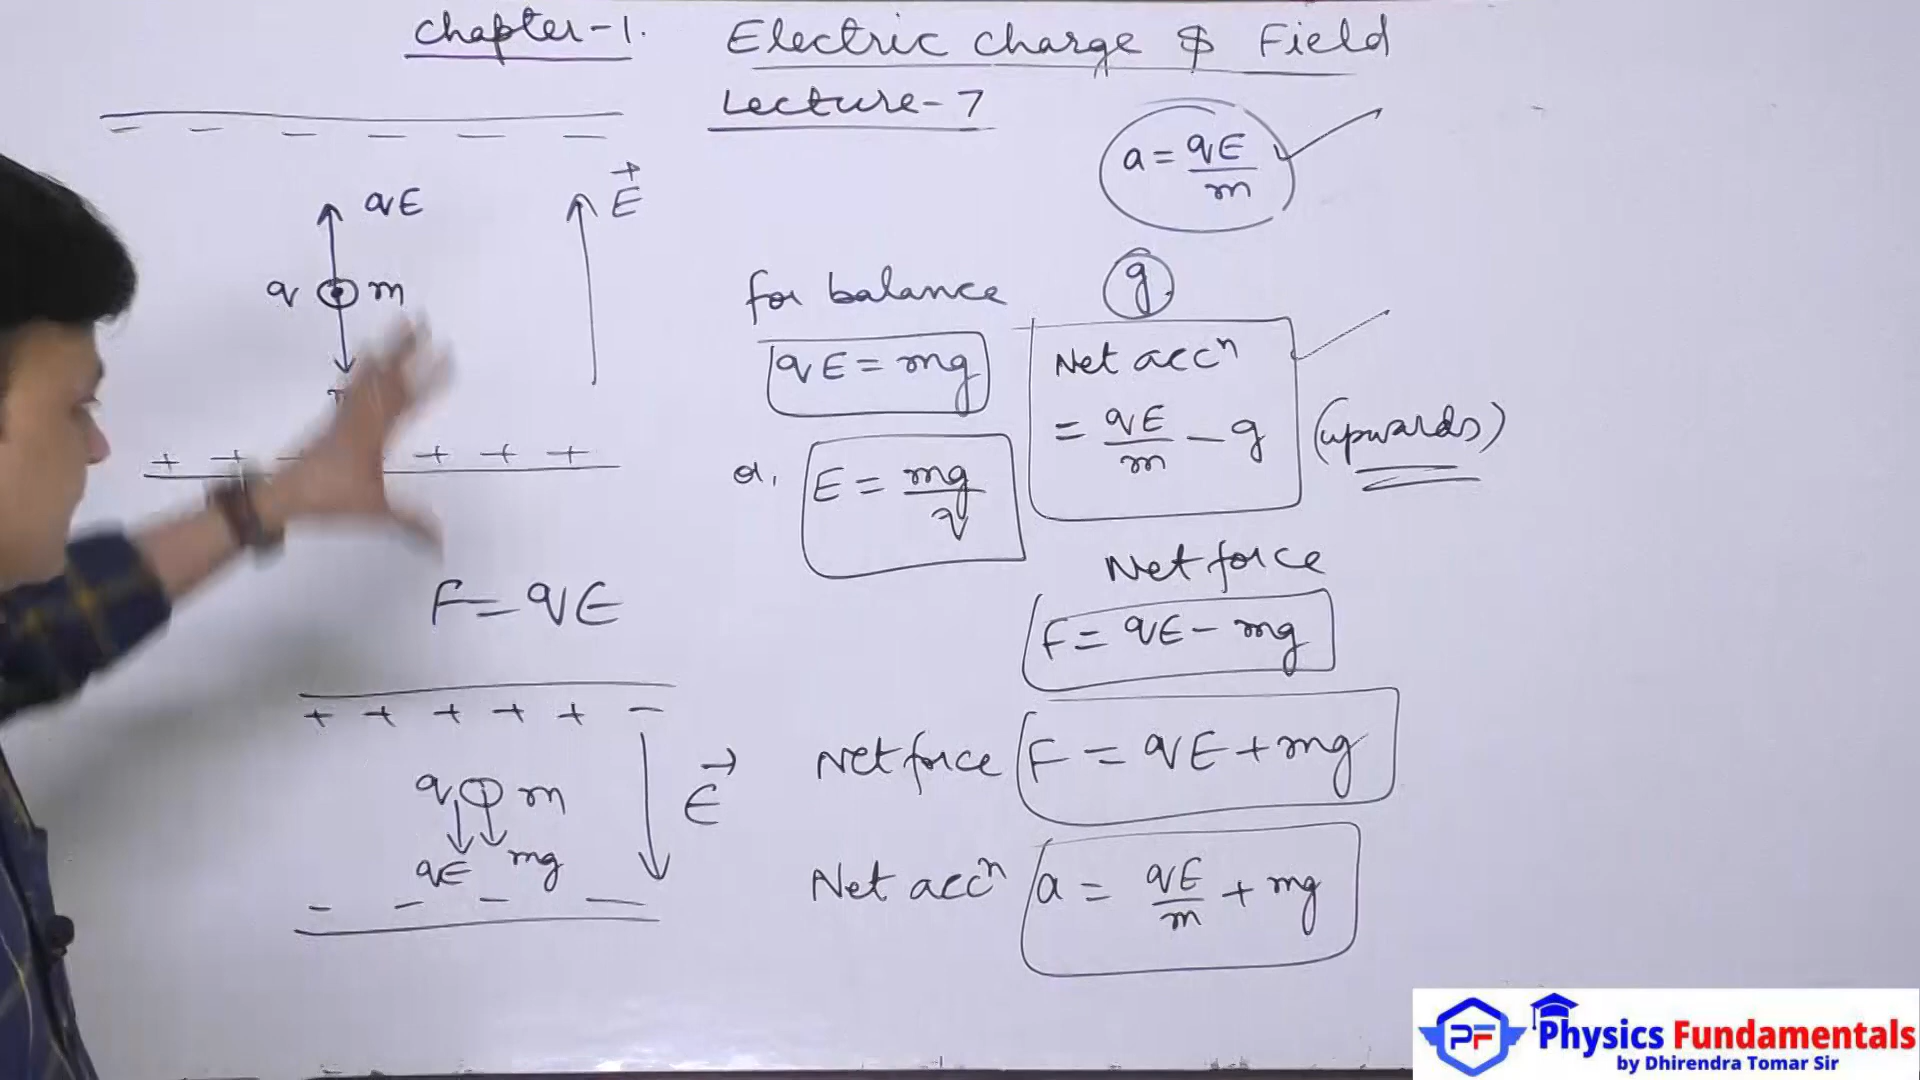 Chapter-1. Electric charge & Field
Lecture-7
- - - - - -
a = qE/m
qE
E
q m
g
for balance
qE = mg
or, E = mg/q
Net accn
= qE/m - g (upwards)
+ + - + + +
F = qE
Net force
F = qE - mg
+ + + + + -
q m
E
qE mg
- - - -
Net force F = qE + mg
Net accn a = qE/m + mg
PF Physics Fundamentals
by Dhirendra Tomar Sir